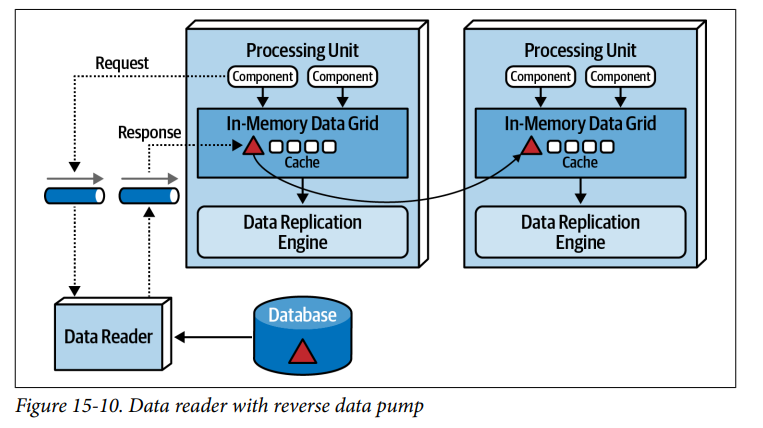 Request
Response
Processing Unit
Component
Component
In-Memory Data Grid
Cache
Data Replication
Engine
Processing Unit
Component
Component
In-Memory Data Grid
Cache
Data Replication
Engine
Data Reader
Database
Figure 15-10. Data reader with reverse data pump